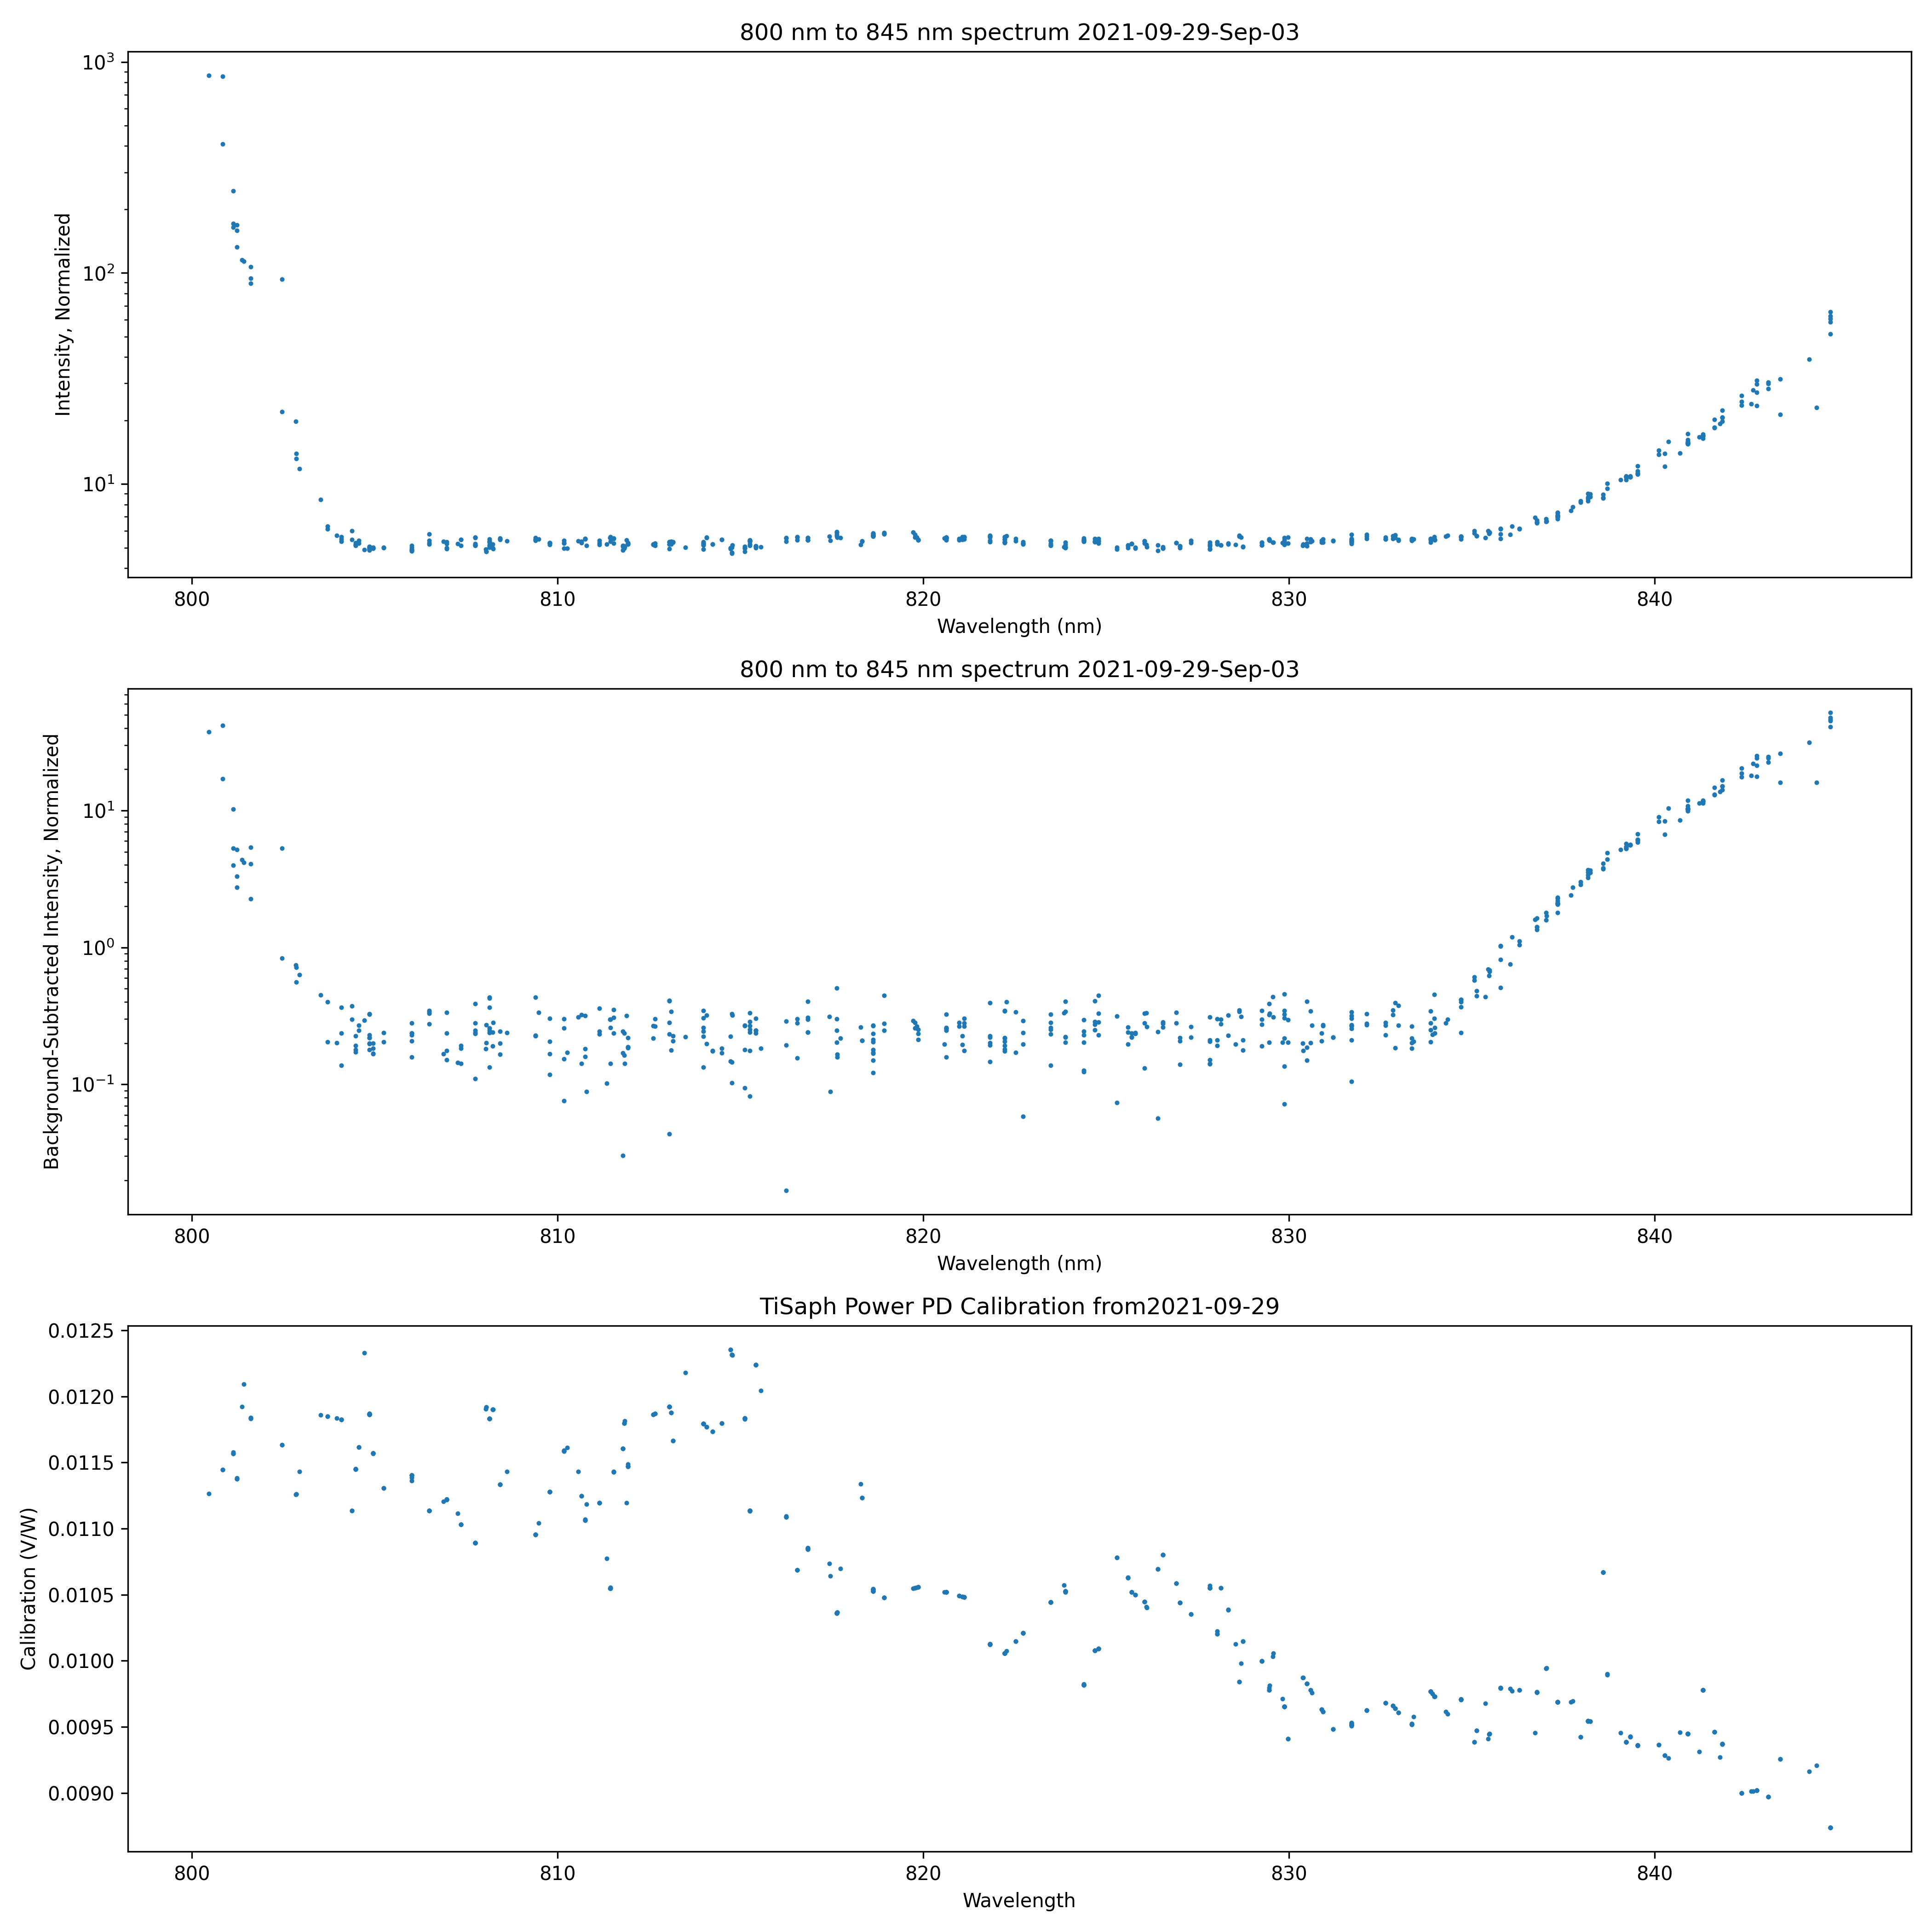 800 nm to 845 nm spectrum 2021-09-29-Sep-03
Intensity, Normalized
10³
10²
10¹
800 810 820 830 840
Wavelength (nm)
800 nm to 845 nm spectrum 2021-09-29-Sep-03
Background-Subtracted Intensity, Normalized
10¹
10⁰
10⁻¹
800 810 820 830 840
Wavelength (nm)
TiSaph Power PD Calibration from2021-09-29
Calibration (V/W)
0.0125
0.0120
0.0115
0.0110
0.0105
0.0100
0.0095
0.0090
800 810 820 830 840
Wavelength